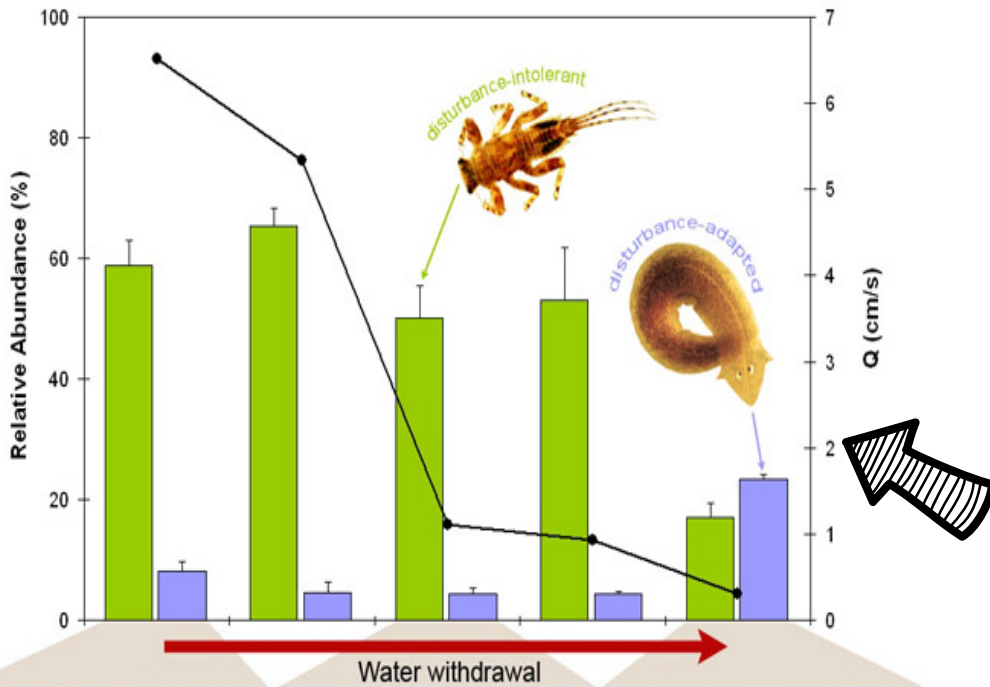 100
80
60
40
20
0
Relative Abundance (%)
disturbance-intolerant
disturbance-adapted
7
6
5
4
3
2
1
0
Q (cm/s)
Water withdrawal